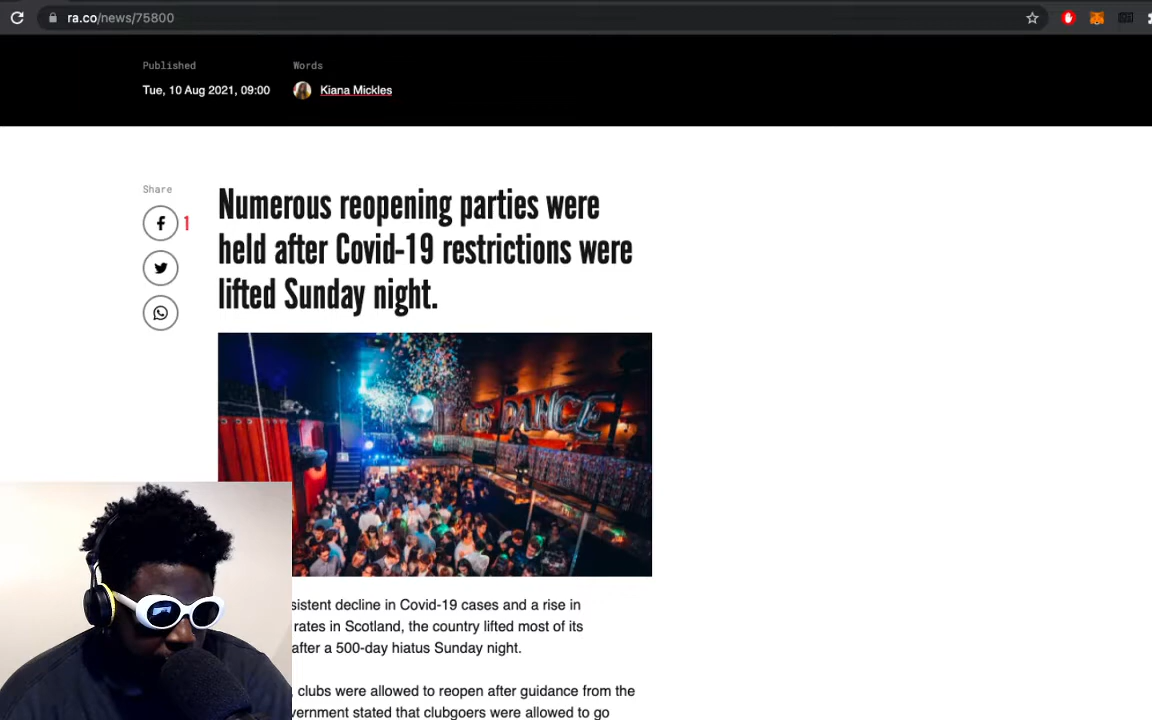 ra.co/news/75800
Published
Words
Tue, 10 Aug 2021, 09:00
Kiana Mickles
Share
1
Numerous reopening parties were
held after Covid-19 restrictions were
lifted Sunday night.
DANCE
sistent decline in Covid-19 cases and a rise in
rates in Scotland, the country lifted most of its
after a 500-day hiatus Sunday night.
, clubs were allowed to reopen after guidance from the
vernment stated that clubgoers were allowed to go